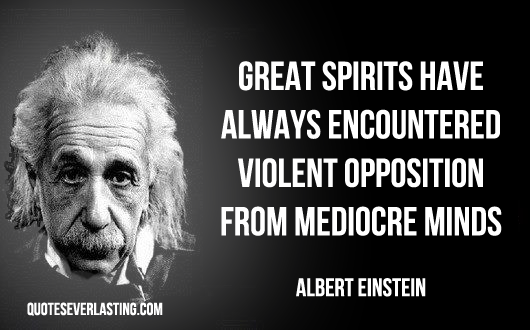 GREAT SPIRITS HAVE
ALWAYS ENCOUNTERED
VIOLENT OPPOSITION
FROM MEDIOCRE MINDS
ALBERT EINSTEIN
QUOTESEVERLASTING.COM